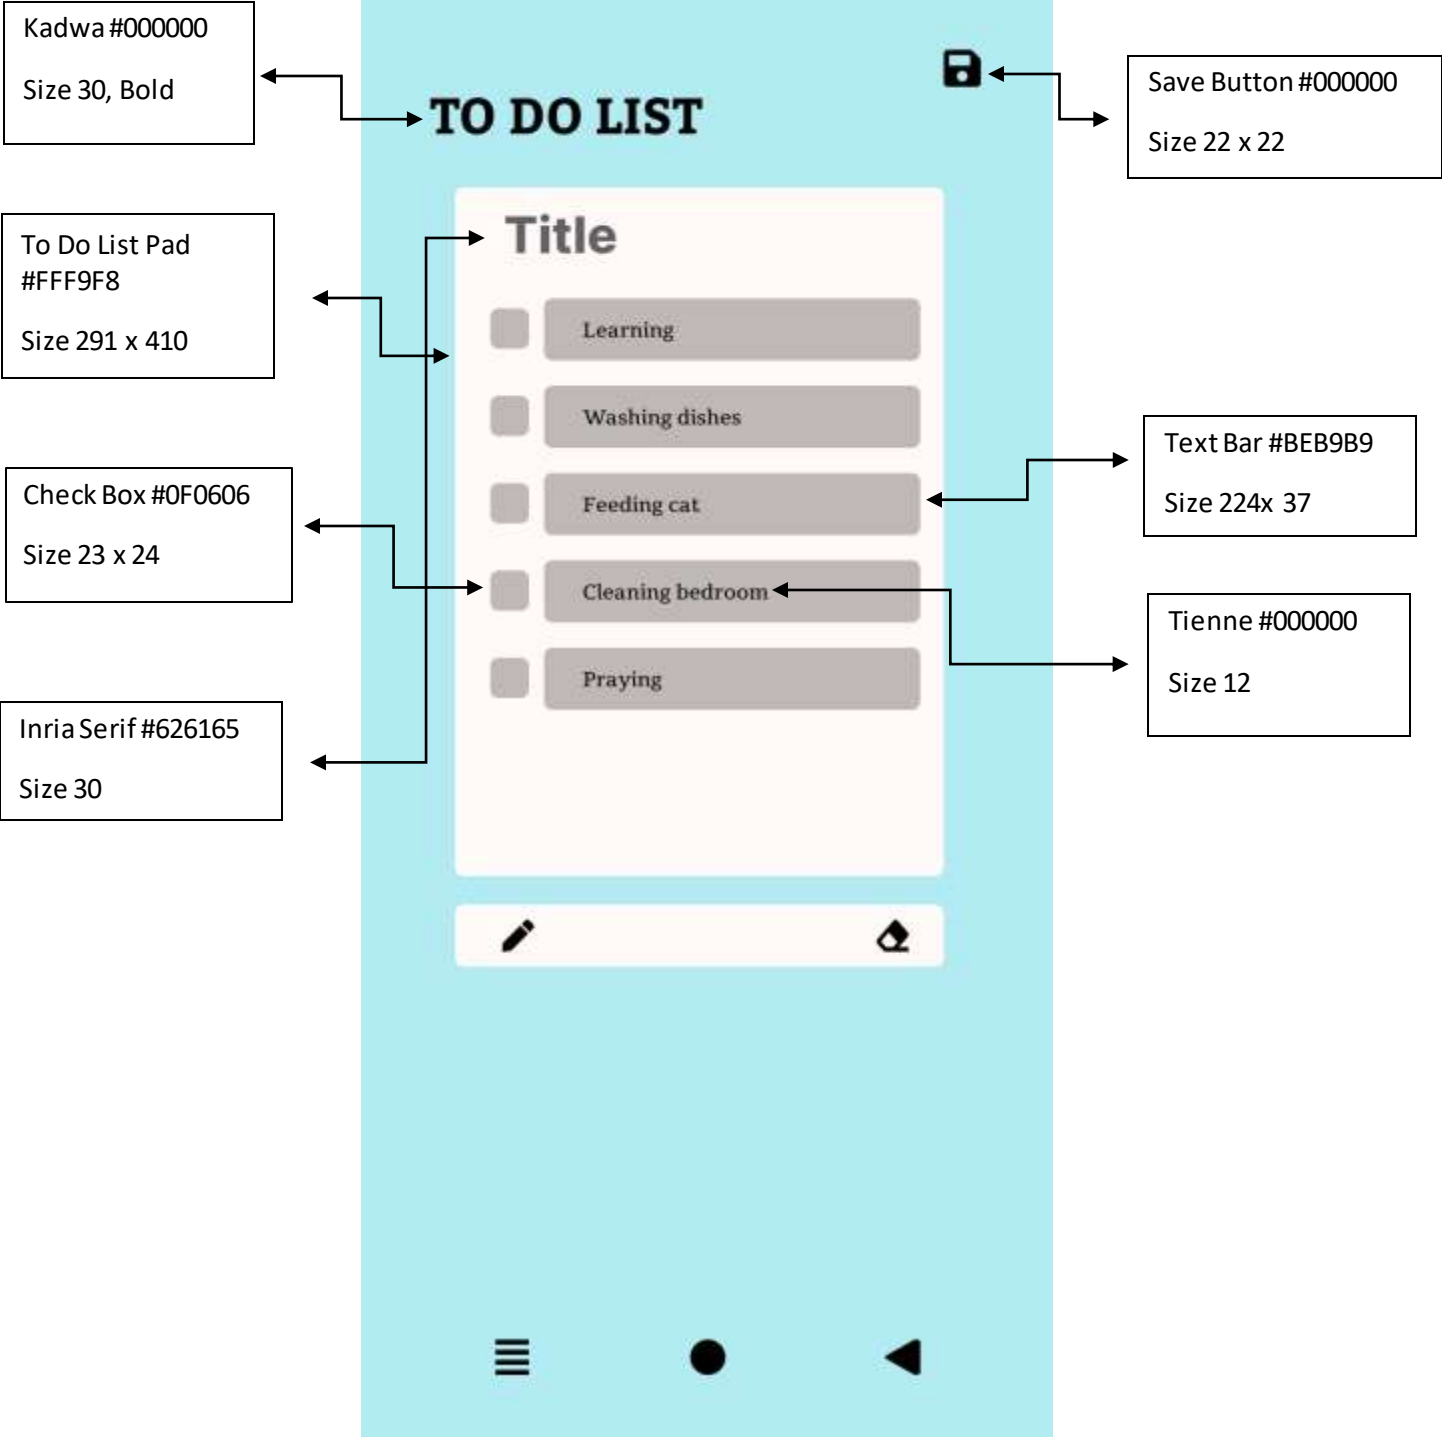 Kadwa #000000
Size 30, Bold
TO DO LIST
Save Button #000000
Size 22 x 22
To Do List Pad
#FFF9F8
Size 291 x 410
Title
Learning
Washing dishes
Feeding cat
Cleaning bedroom
Praying
Check Box #0F0606
Size 23 x 24
Text Bar #BEB9B9
Size 224x 37
Tienne #000000
Size 12
Inria Serif #626165
Size 30